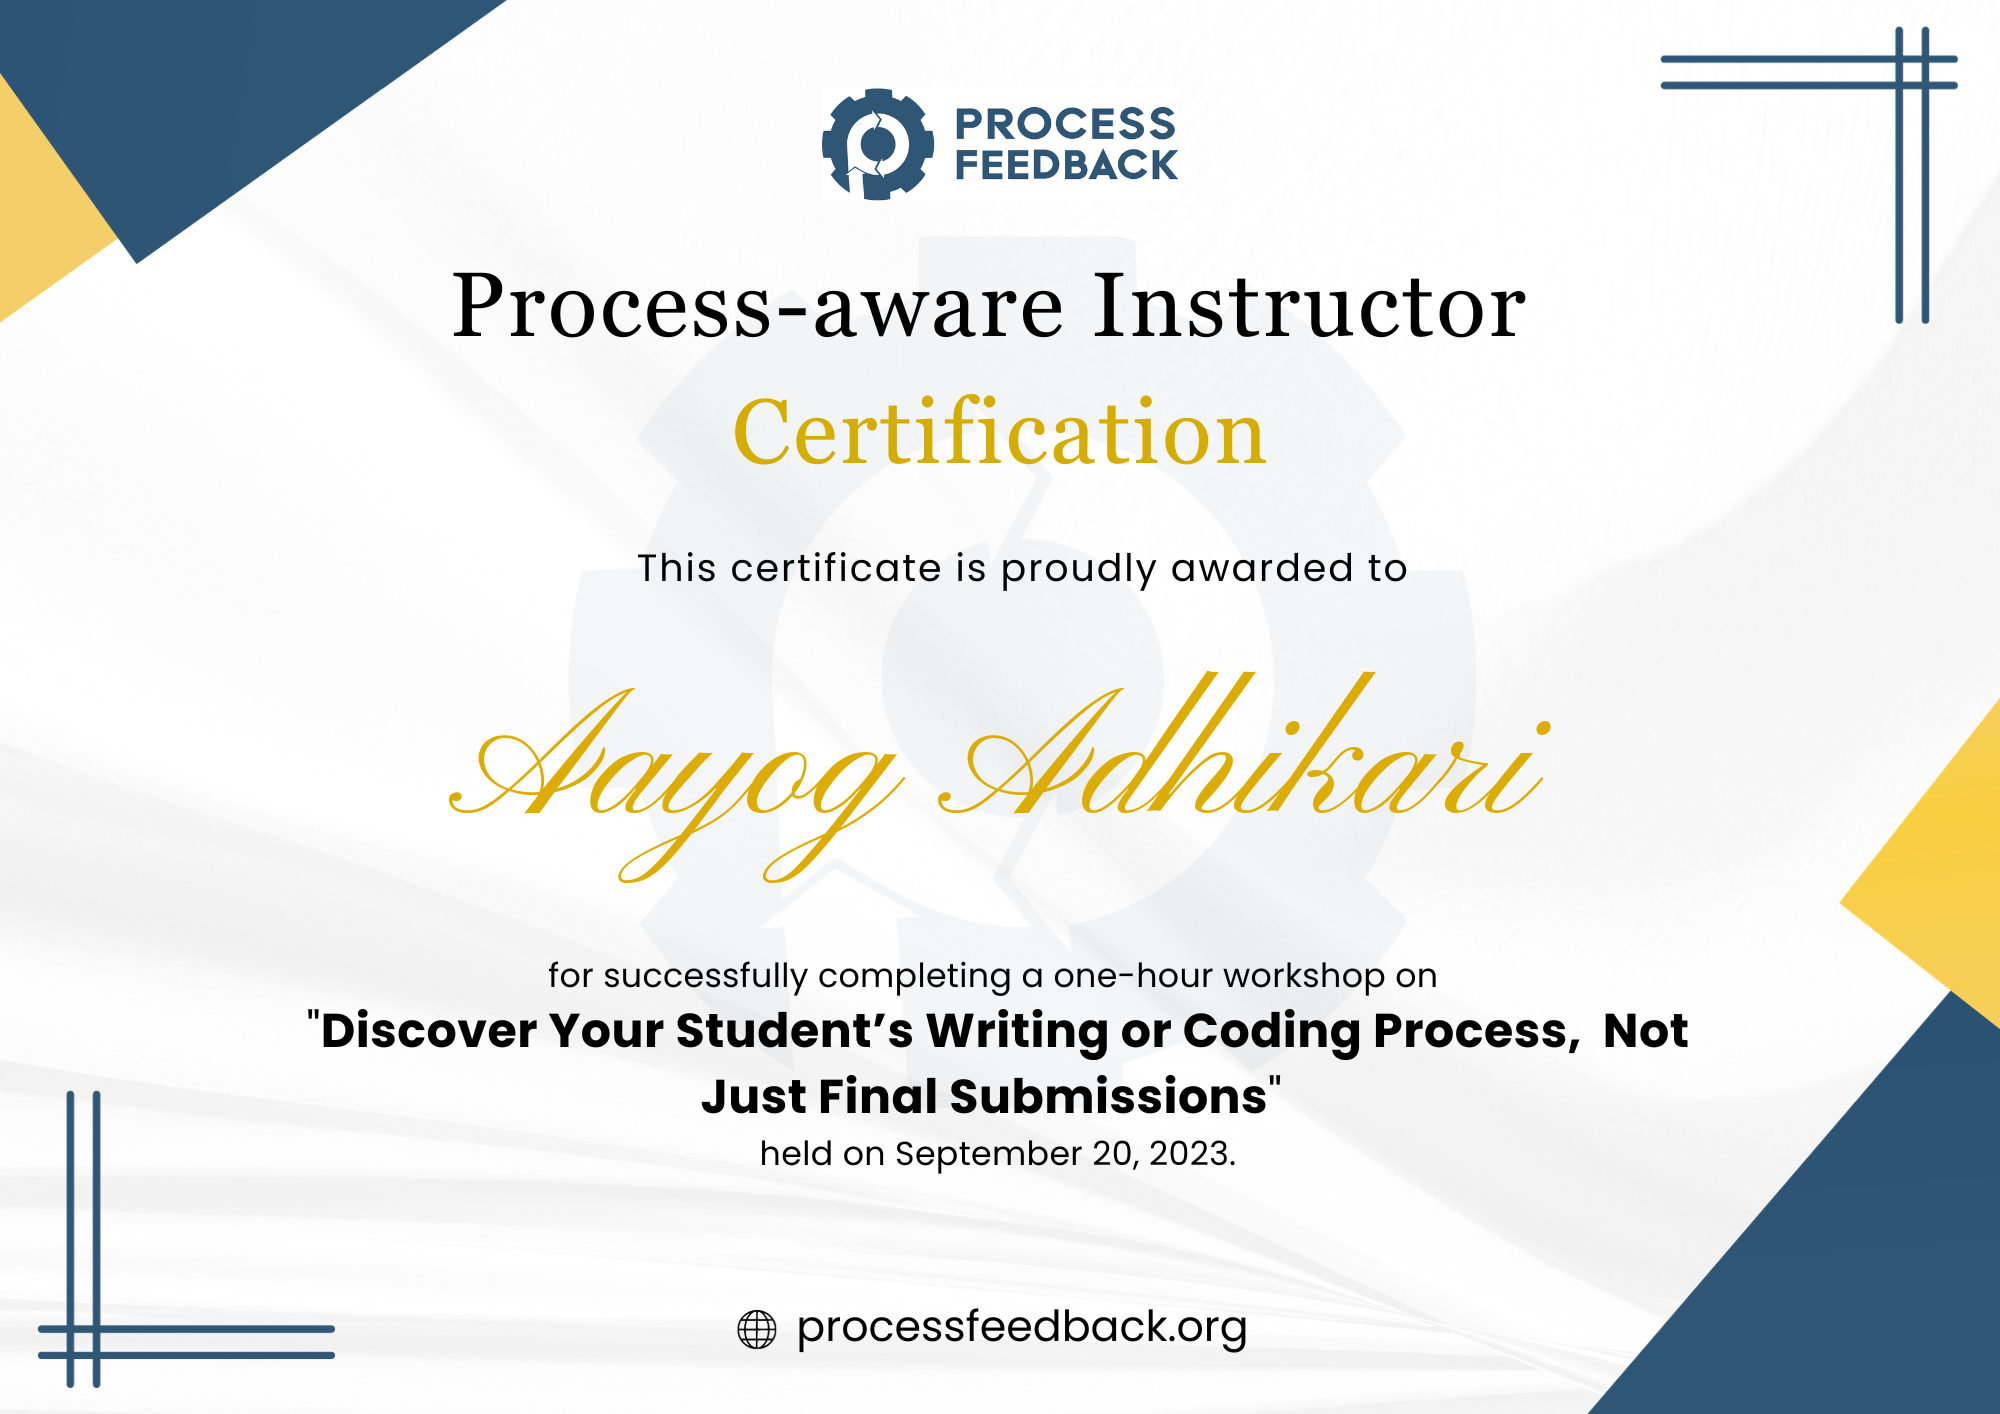 PROCESS
FEEDBACK
Process-aware Instructor
Certification
This certificate is proudly awarded to
Aayog Adhikari
for successfully completing a one-hour workshop on
"Discover Your Student’s Writing or Coding Process,  Not
Just Final Submissions"
held on September 20, 2023.
processfeedback.org